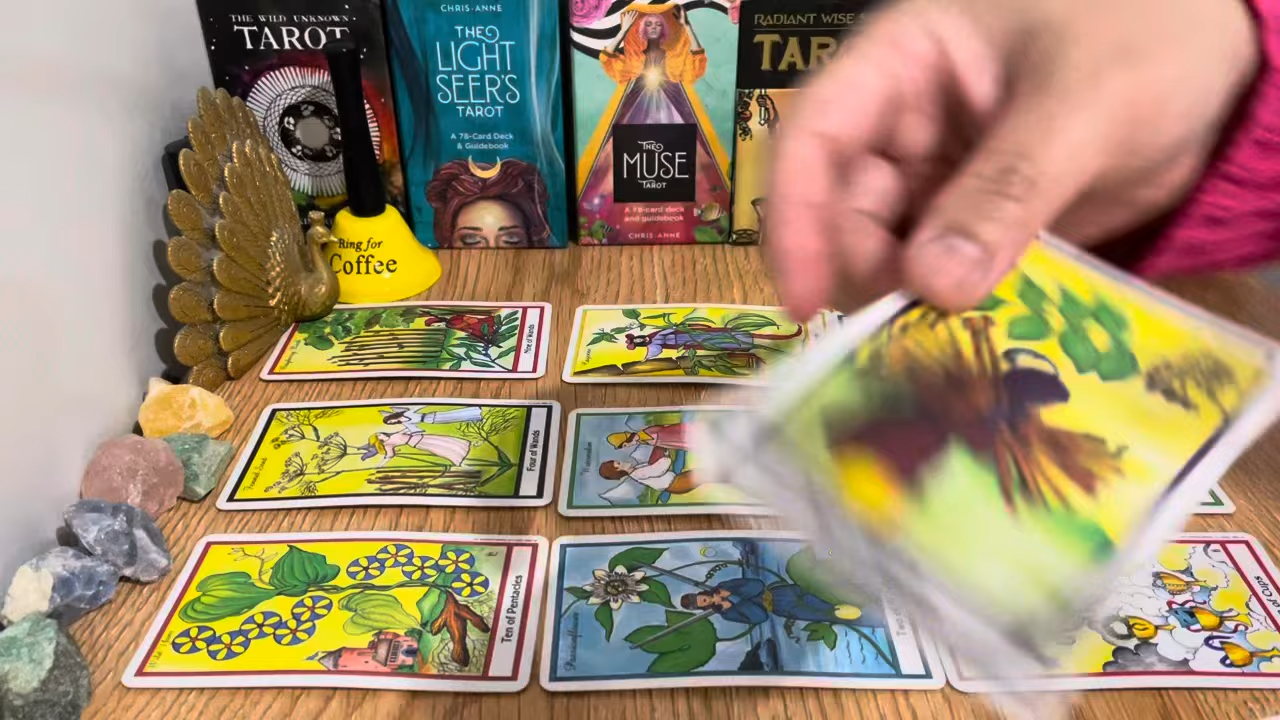 THE WILD UNKNOWN
TAROT
CHRIS-ANNE
THE
LIGHT
SEER'S
TAROT
A 78-Card Deck
& Guidebook
THE
MUSE
TAROT
A 78-card deck
and guidebook
CHRIS-ANNE
RADIANT WISE
TAR
Ring for
Coffee
Nine of Wands
Four of Wands
Ten of Pentacles
Passionflower
of Cups